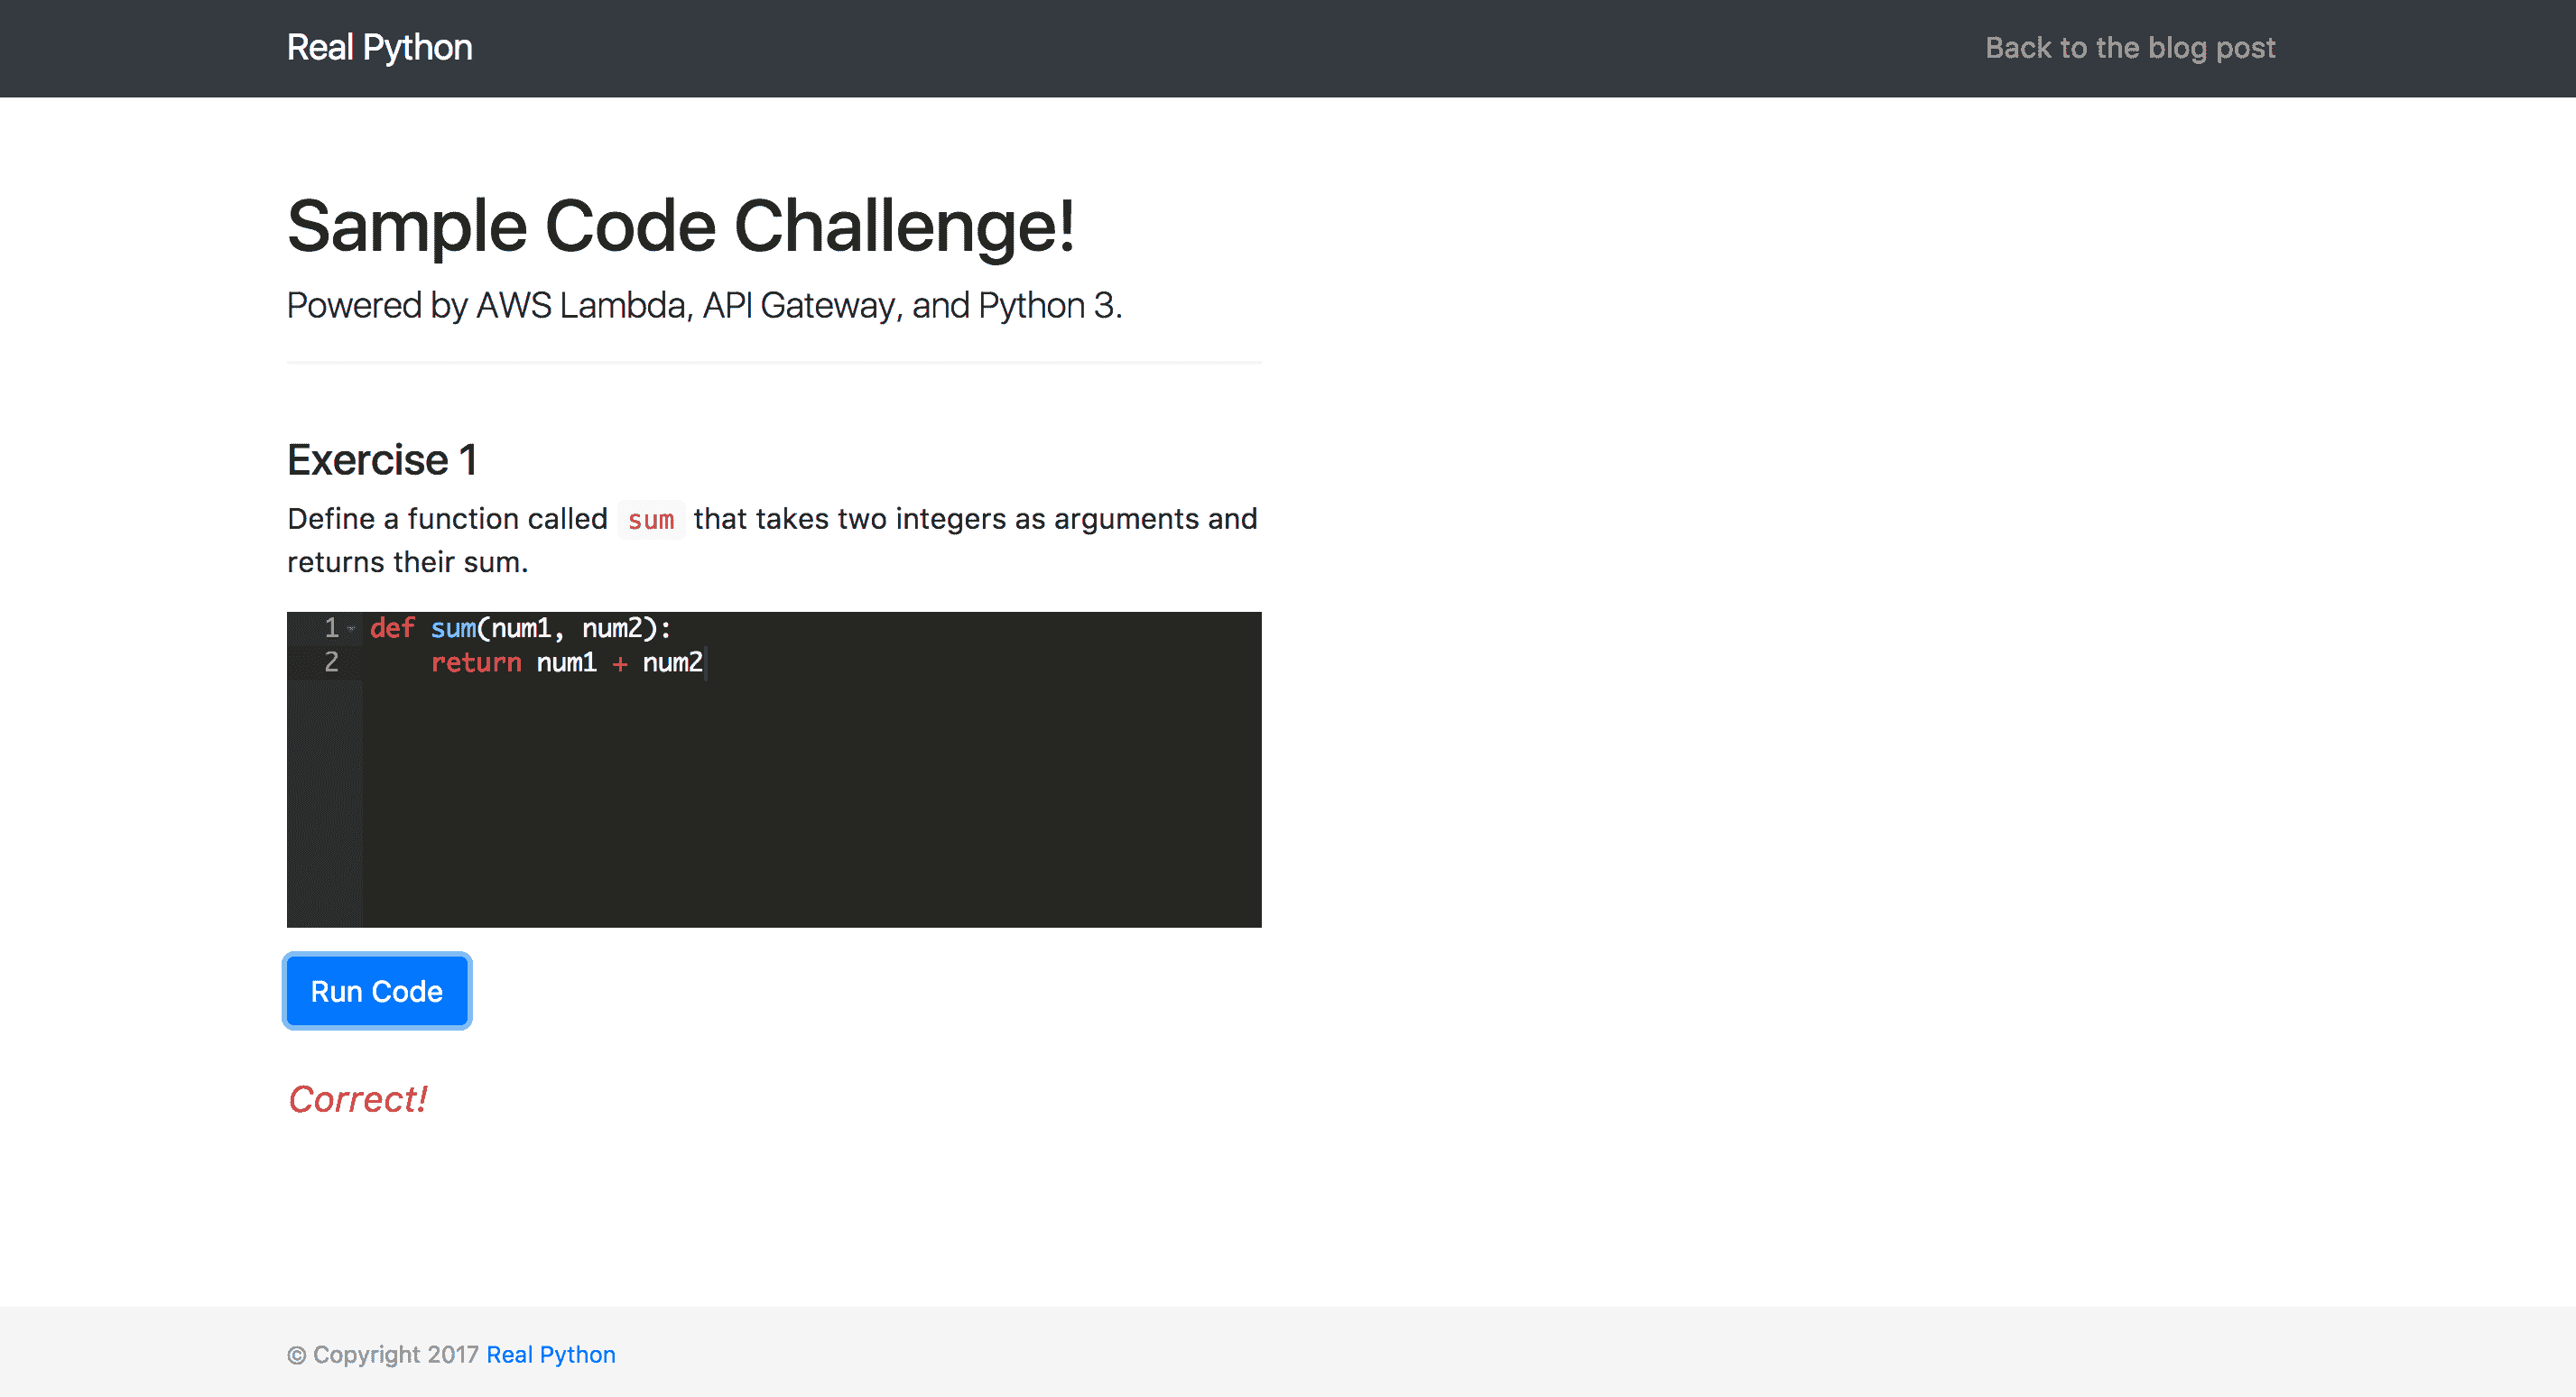 Real Python
Back to the blog post
Sample Code Challenge!
Powered by AWS Lambda, API Gateway, and Python 3.
Exercise 1
Define a function called sum that takes two integers as arguments and
returns their sum.
1 def sum(num1, num2):
2     return num1 + num2
Run Code
Correct!
© Copyright 2017 Real Python